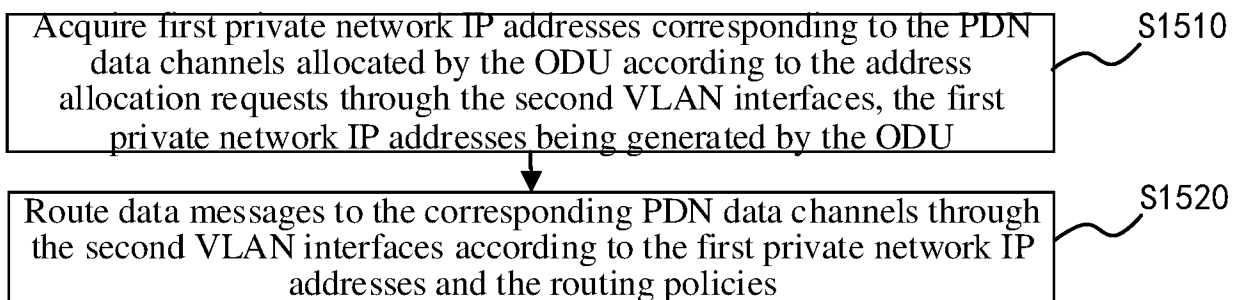 Acquire first private network IP addresses corresponding to the PDN
data channels allocated by the ODU according to the address
allocation requests through the second VLAN interfaces, the first
private network IP addresses being generated by the ODU
S1510
Route data messages to the corresponding PDN data channels through
the second VLAN interfaces according to the first private network IP
addresses and the routing policies
S1520